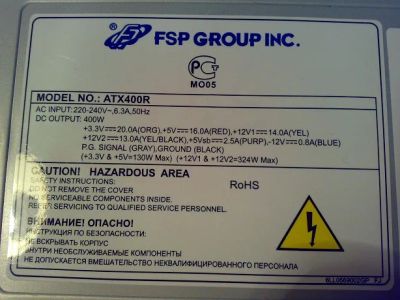 FSP GROUP INC.
МО05
MODEL NO.: ATX400R
AC INPUT: 220-240V~,6.3A,50Hz
DC OUTPUT: 400W
+3.3V⎓20.0A(ORG),+5V⎓16.0A(RED),+12V1⎓14.0A(YEL)
+12V2⎓13.0A(YEL/BLACK),+5Vsb⎓2.5A(PURP),-12V⎓0.8A(BLUE)
P.G. SIGNAL (GRAY),GROUND (BLACK)
(+3.3V &+5V=130W Max) (+12V1 &+12V2=324W Max)
CAUTION! HAZARDOUS AREA
SAFETY INSTRUCTIONS:
DO NOT REMOVE THE COVER
RoHS
NO SERVICEABLE COMPONENTS INSIDE.
REFER SERVICING TO QUALIFIED SERVICE PERSONNEL.
ВНИМАНИЕ! ОПАСНО!
ИНСТРУКЦИЯ ПО БЕЗОПАСНОСТИ:
НЕ ВСКРЫВАТЬ КОРПУС
ВНУТРИ НЕОБСЛУЖИВАЕМЫЕ КОМПОНЕНТЫ
НЕ ДОПУСКАЕТСЯ ВМЕШАТЕЛЬСТВО НЕКВАЛИФИЦИРОВАННОГО ПЕРСОНАЛА